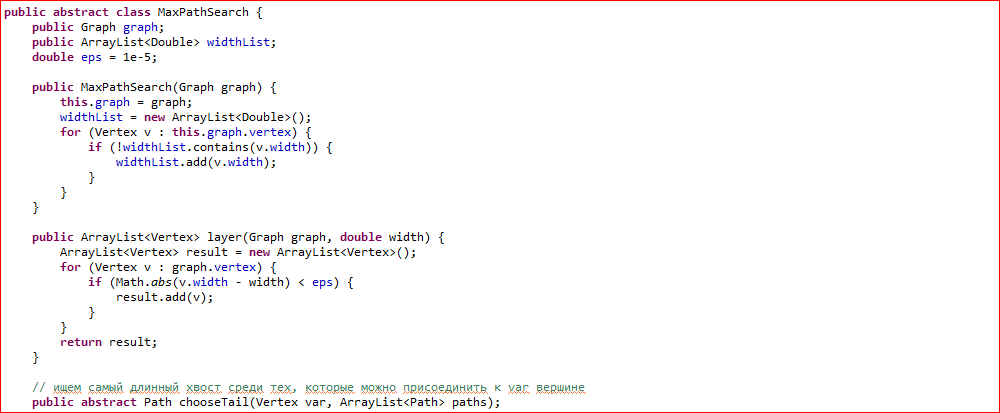 public abstract class MaxPathSearch {
    public Graph graph;
    public ArrayList<Double> widthList;
    double eps = 1e-5;

    public MaxPathSearch(Graph graph) {
        this.graph = graph;
        widthList = new ArrayList<Double>();
        for (Vertex v : this.graph.vertex) {
            if (!widthList.contains(v.width)) {
                widthList.add(v.width);
            }
        }
    }

    public ArrayList<Vertex> layer(Graph graph, double width) {
        ArrayList<Vertex> result = new ArrayList<Vertex>();
        for (Vertex v : graph.vertex) {
            if (Math.abs(v.width - width) < eps) {
                result.add(v);
            }
        }
        return result;
    }

    // ищем самый длинный хвост среди тех, которые можно присоединить к var вершине
    public abstract Path chooseTail(Vertex var, ArrayList<Path> paths);